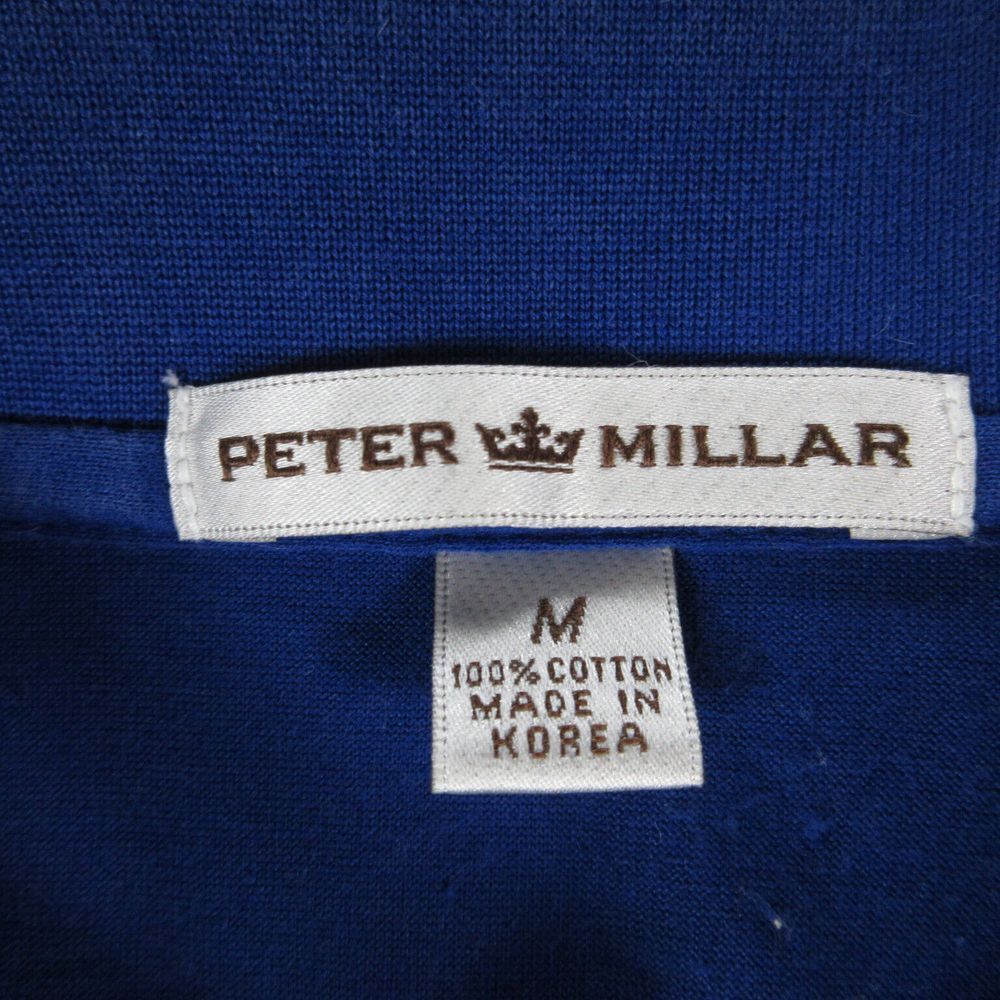 PETER MILLAR
M
100% COTTON
MADE IN
KOREA